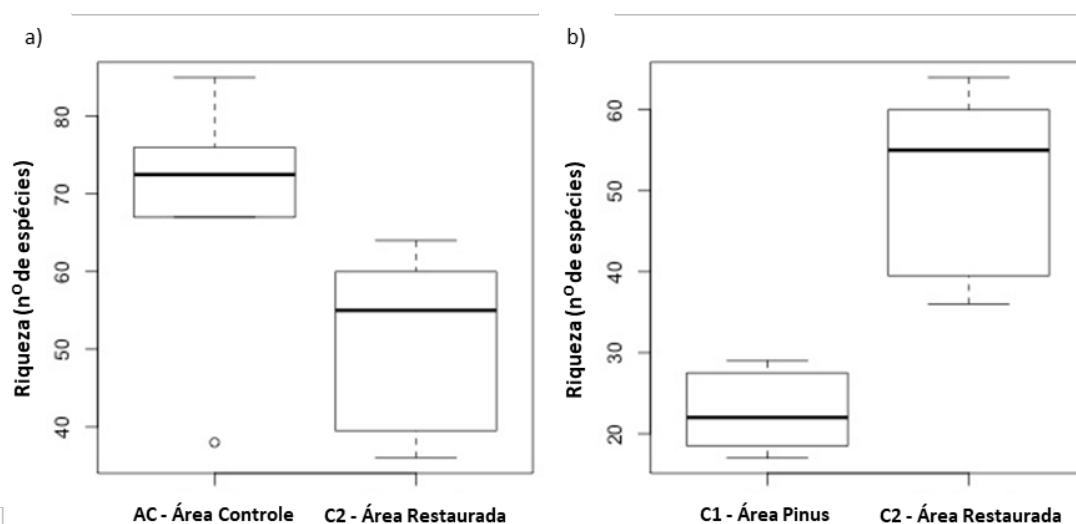 a)
Riqueza (nº de espécies)
80
70
60
50
40
AC - Área Controle
C2 - Área Restaurada
b)
Riqueza (nº de espécies)
60
50
40
30
20
C1 - Área Pinus
C2 - Área Restaurada